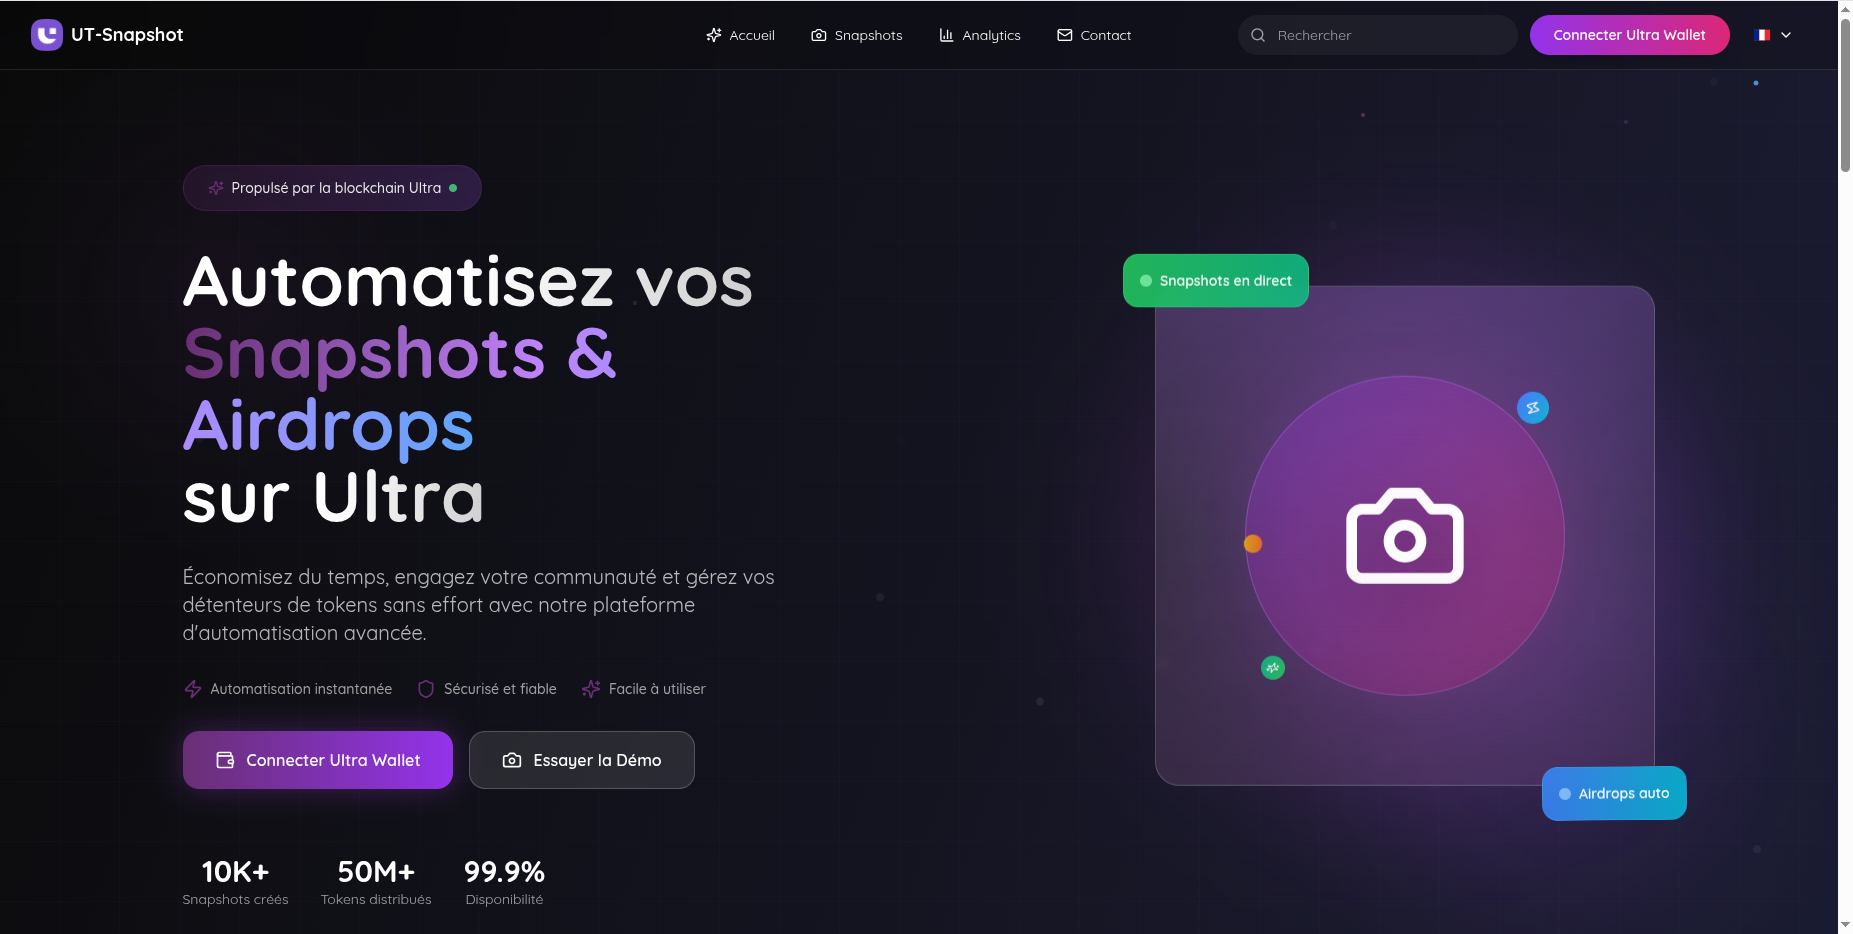 UT-Snapshot
Accueil
Snapshots
Analytics
Contact
Rechercher
Connecter Ultra Wallet
Propulsé par la blockchain Ultra
Automatisez vos
Snapshots &
Airdrops
sur Ultra
Économisez du temps, engagez votre communauté et gérez vos
détenteurs de tokens sans effort avec notre plateforme
d'automatisation avancée.
Automatisation instantanée
Sécurisé et fiable
Facile à utiliser
Connecter Ultra Wallet
Essayer la Démo
10K+
Snapshots créés
50M+
Tokens distribués
99.9%
Disponibilité
Snapshots en direct
Airdrops auto